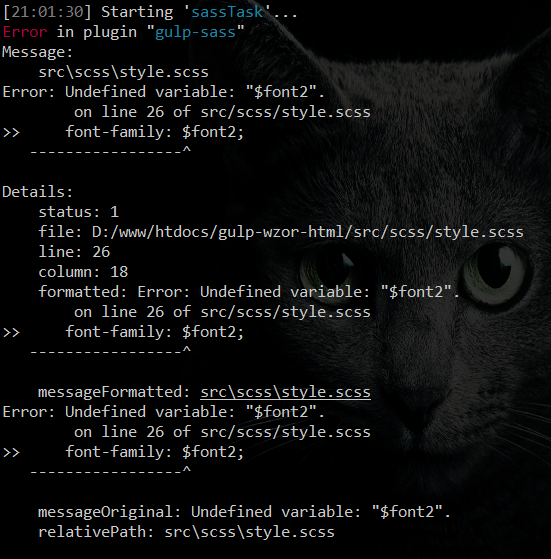 [21:01:30] Starting 'sassTask'...
Error in plugin "gulp-sass"
Message:
    src\scss\style.scss
Error: Undefined variable: "$font2".
        on line 26 of src/scss/style.scss
>>     font-family: $font2;
   -----------------^

Details:
    status: 1
    file: D:/www/htdocs/gulp-wzor-html/src/scss/style.scss
    line: 26
    column: 18
    formatted: Error: Undefined variable: "$font2".
        on line 26 of src/scss/style.scss
>>     font-family: $font2;
   -----------------^

    messageFormatted: src\scss\style.scss
Error: Undefined variable: "$font2".
        on line 26 of src/scss/style.scss
>>     font-family: $font2;
   -----------------^

    messageOriginal: Undefined variable: "$font2".
    relativePath: src\scss\style.scss